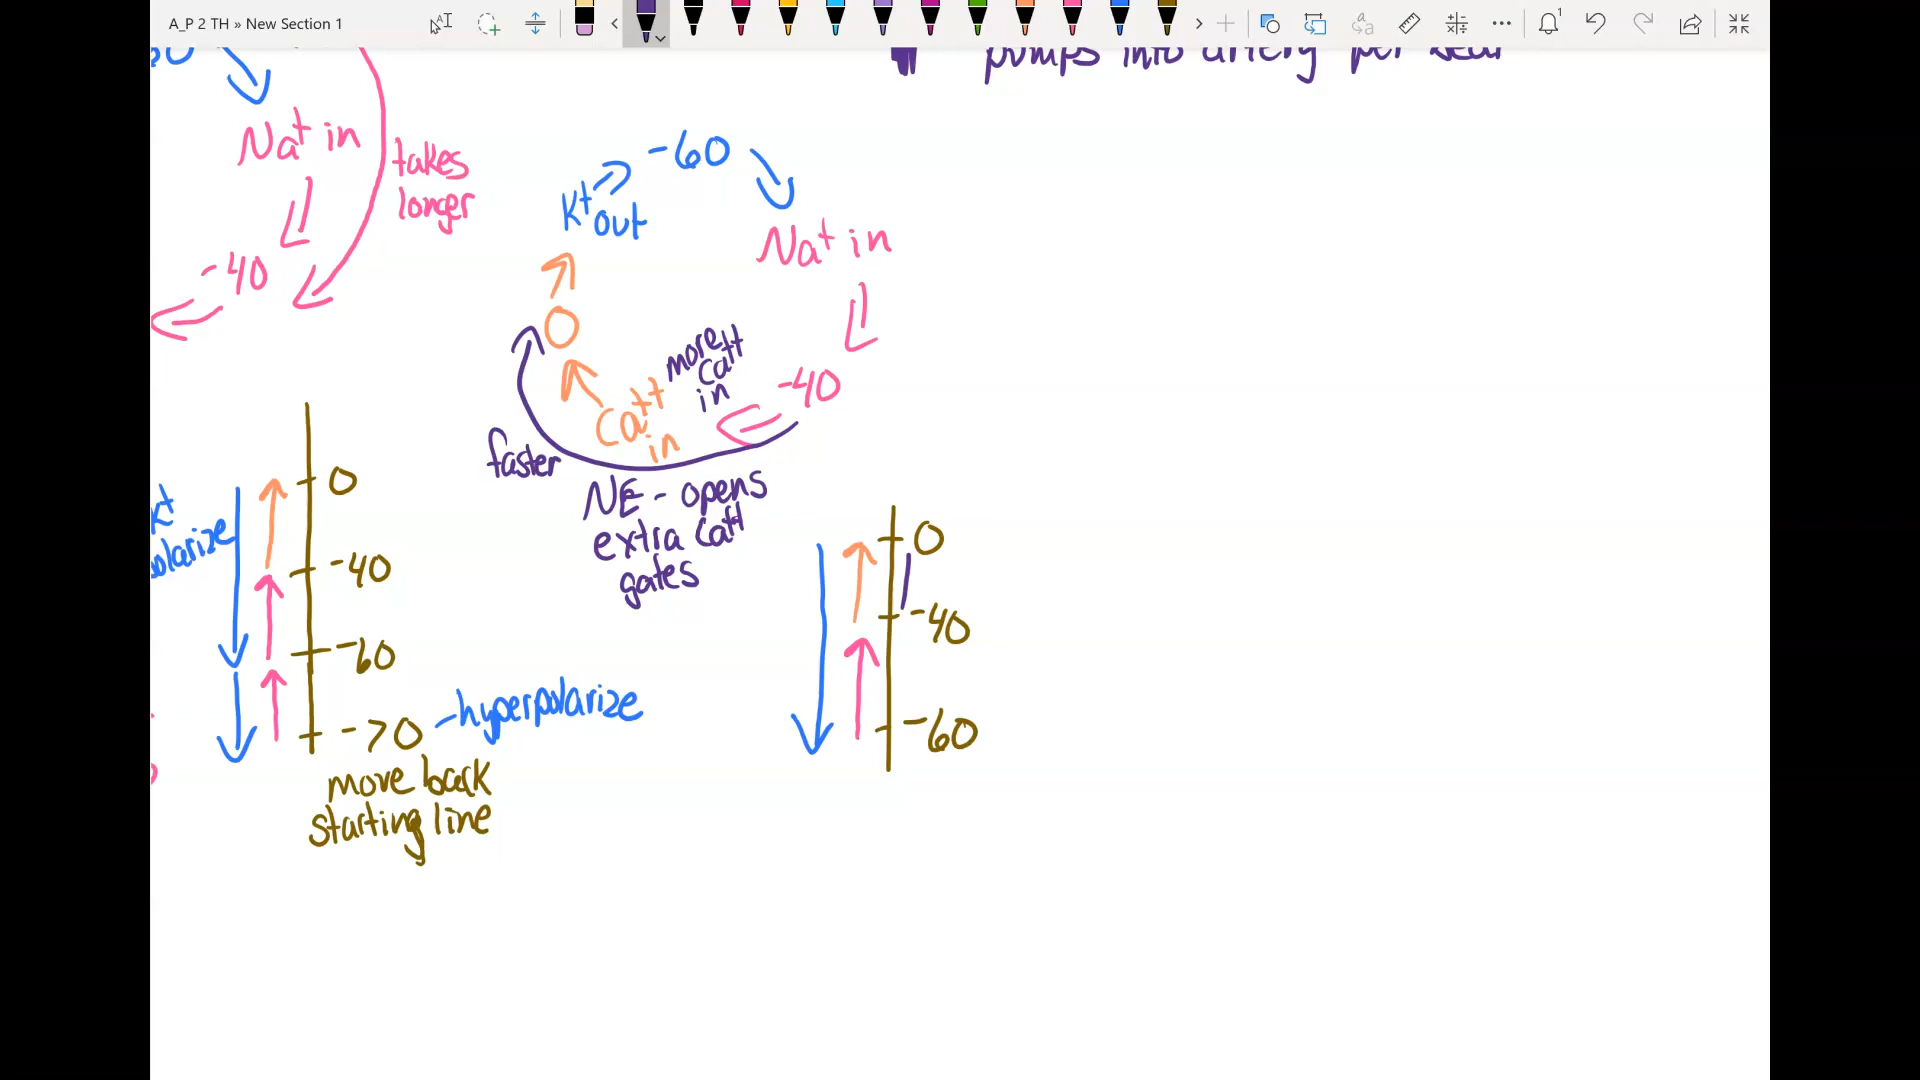 A_P 2 TH » New Section 1
pumps into artery per beat
Na+ in
takes
longer
-40
-60
K+ out
Na+ in
-40
more
Ca++
in
Ca++
in
0
faster
NE - opens
extra Ca++
gates
0
-40
-60
-70
-hyperpolarize
move back
starting line
0
-40
-60